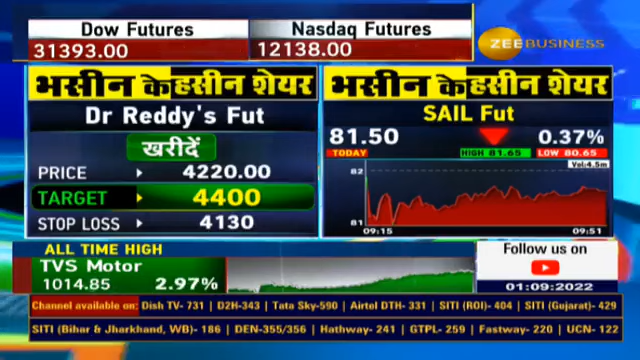 Dow Futures
31393.00
Nasdaq Futures
12138.00
ZEE BUSINESS
भसीन के हसीन शेयर
Dr Reddy's Fut
खरीदें
PRICE 4220.00
TARGET 4400
STOP LOSS 4130
भसीन के हसीन शेयर
SAIL Fut
81.50 0.37%
TODAY HIGH 81.65 LOW 80.65
Vol:4.5m
82
81
09:15 09:51
ALL TIME HIGH
TVS Motor
1014.85 2.97%
Follow us on
01:09:2022
Channel available on: Dish TV- 731 | D2H-343 | Tata Sky-590 | Airtel DTH- 331 | SITI (ROI)- 404 | SITI (Gujarat)- 429
SITI (Bihar & Jharkhand, WB)- 186 | DEN-355/356 | Hathway- 241 | GTPL- 259 | Fastway- 220 | UCN- 122